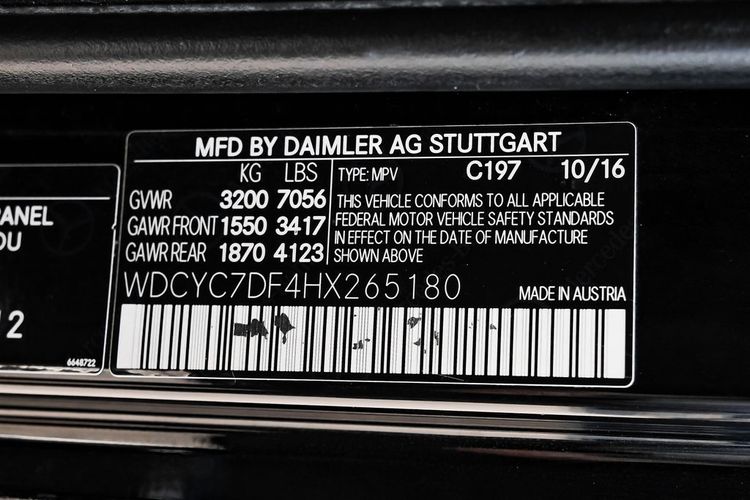 MFD BY DAIMLER AG STUTTGART
KG LBS
GVWR 3200 7056
GAWR FRONT 1550 3417
GAWR REAR 1870 4123
TYPE: MPV C197 10/16
THIS VEHICLE CONFORMS TO ALL APPLICABLE
FEDERAL MOTOR VEHICLE SAFETY STANDARDS
IN EFFECT ON THE DATE OF MANUFACTURE
SHOWN ABOVE
WDCYC7DF4HX265180
MADE IN AUSTRIA
PANEL
OU
2
6648722